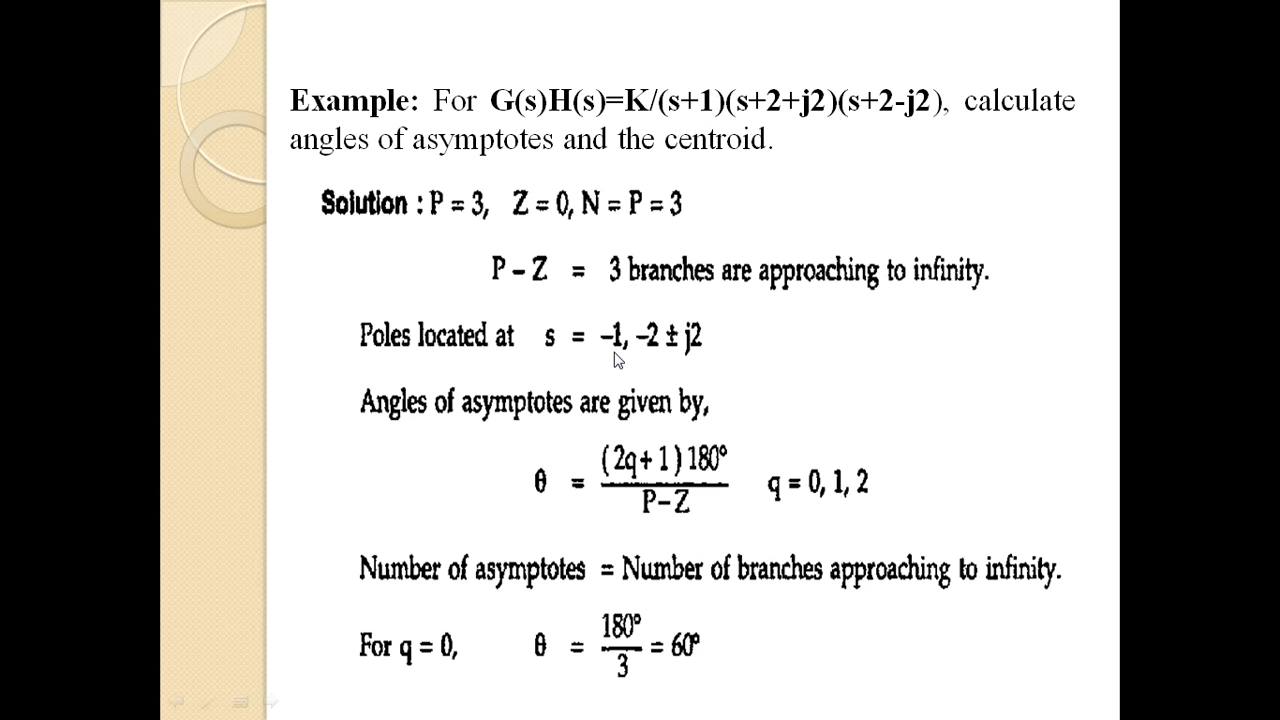 Example: For G(s)H(s)=K/(s+1)(s+2+j2)(s+2-j2), calculate
angles of asymptotes and the centroid.
Solution : P = 3, Z = 0, N = P = 3
P – Z = 3 branches are approaching to infinity.
Poles located at s = –1, –2 ± j2
Angles of asymptotes are given by,
θ = (2q + 1) 180° / P – Z q = 0, 1, 2
Number of asymptotes = Number of branches approaching to infinity.
For q = 0, θ = 180° / 3 = 60°